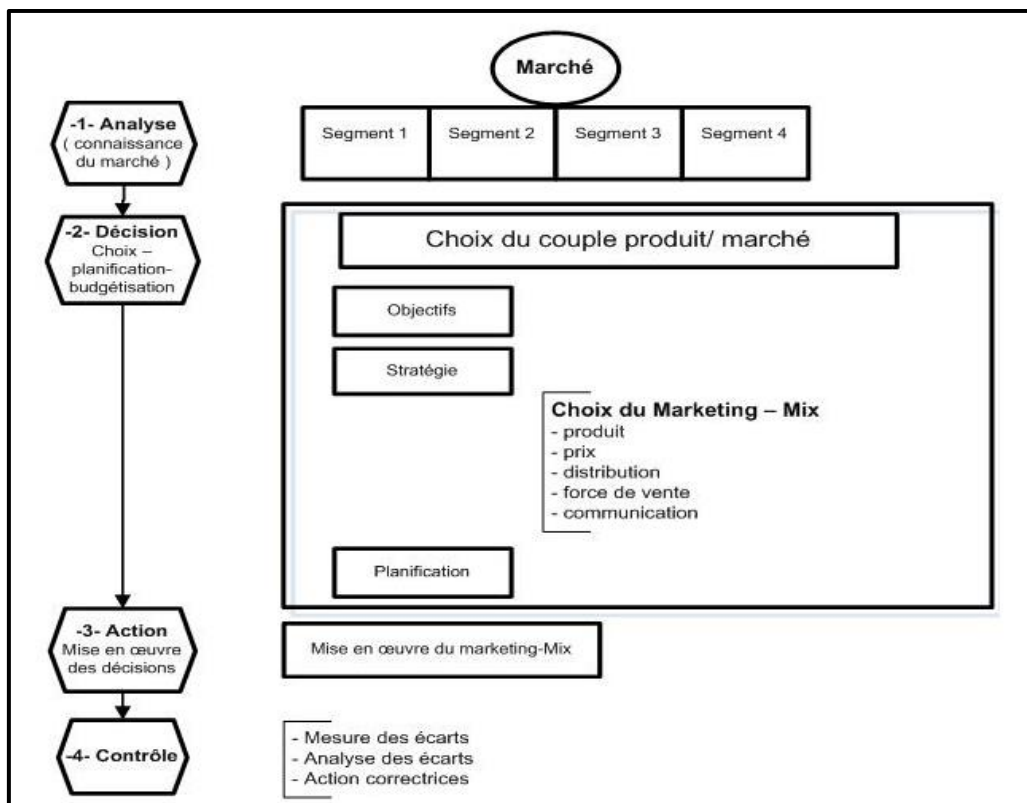 Marché
-1- Analyse
( connaissance
du marché )
Segment 1
Segment 2
Segment 3
Segment 4
-2- Décision
Choix –
planification-
budgétisation
Choix du couple produit/ marché
Objectifs
Stratégie
Choix du Marketing – Mix
- produit
- prix
- distribution
- force de vente
- communication
Planification
-3- Action
Mise en œuvre
des décisions
Mise en œuvre du marketing-Mix
-4- Contrôle
- Mesure des écarts
- Analyse des écarts
- Action correctrices